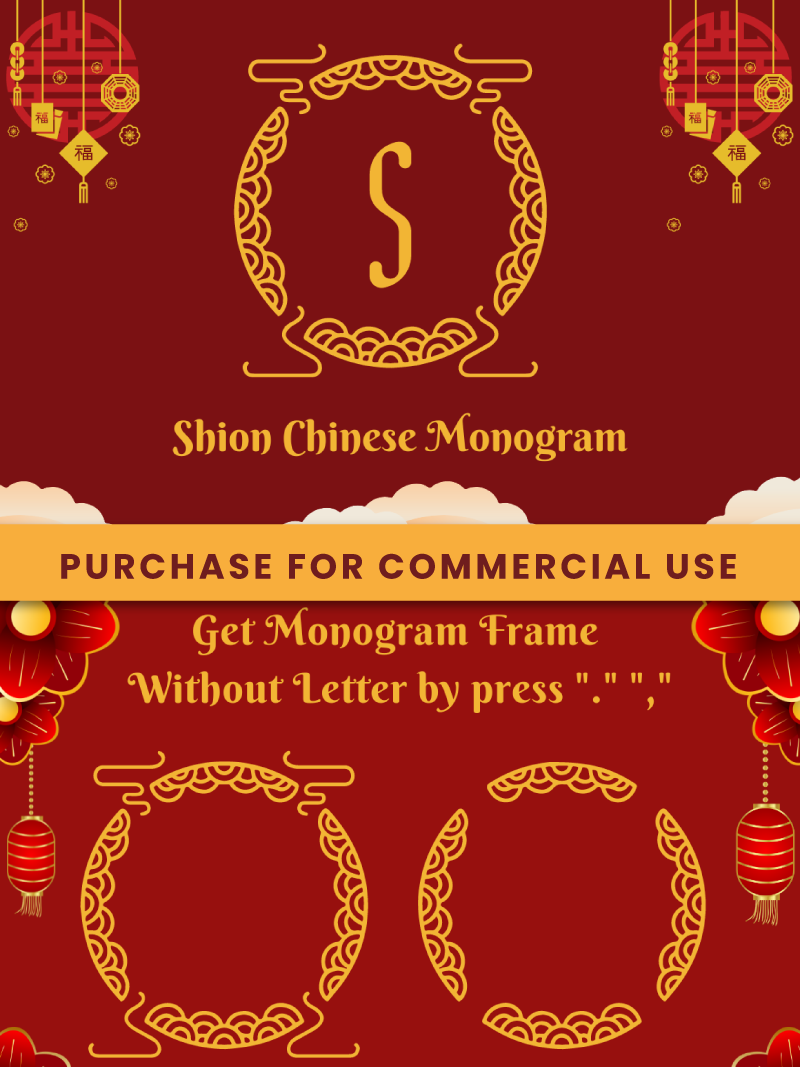 福
福
福
福
S
Shion Chinese Monogram
PURCHASE FOR COMMERCIAL USE
Get Monogram Frame
Without Letter by press "." ","